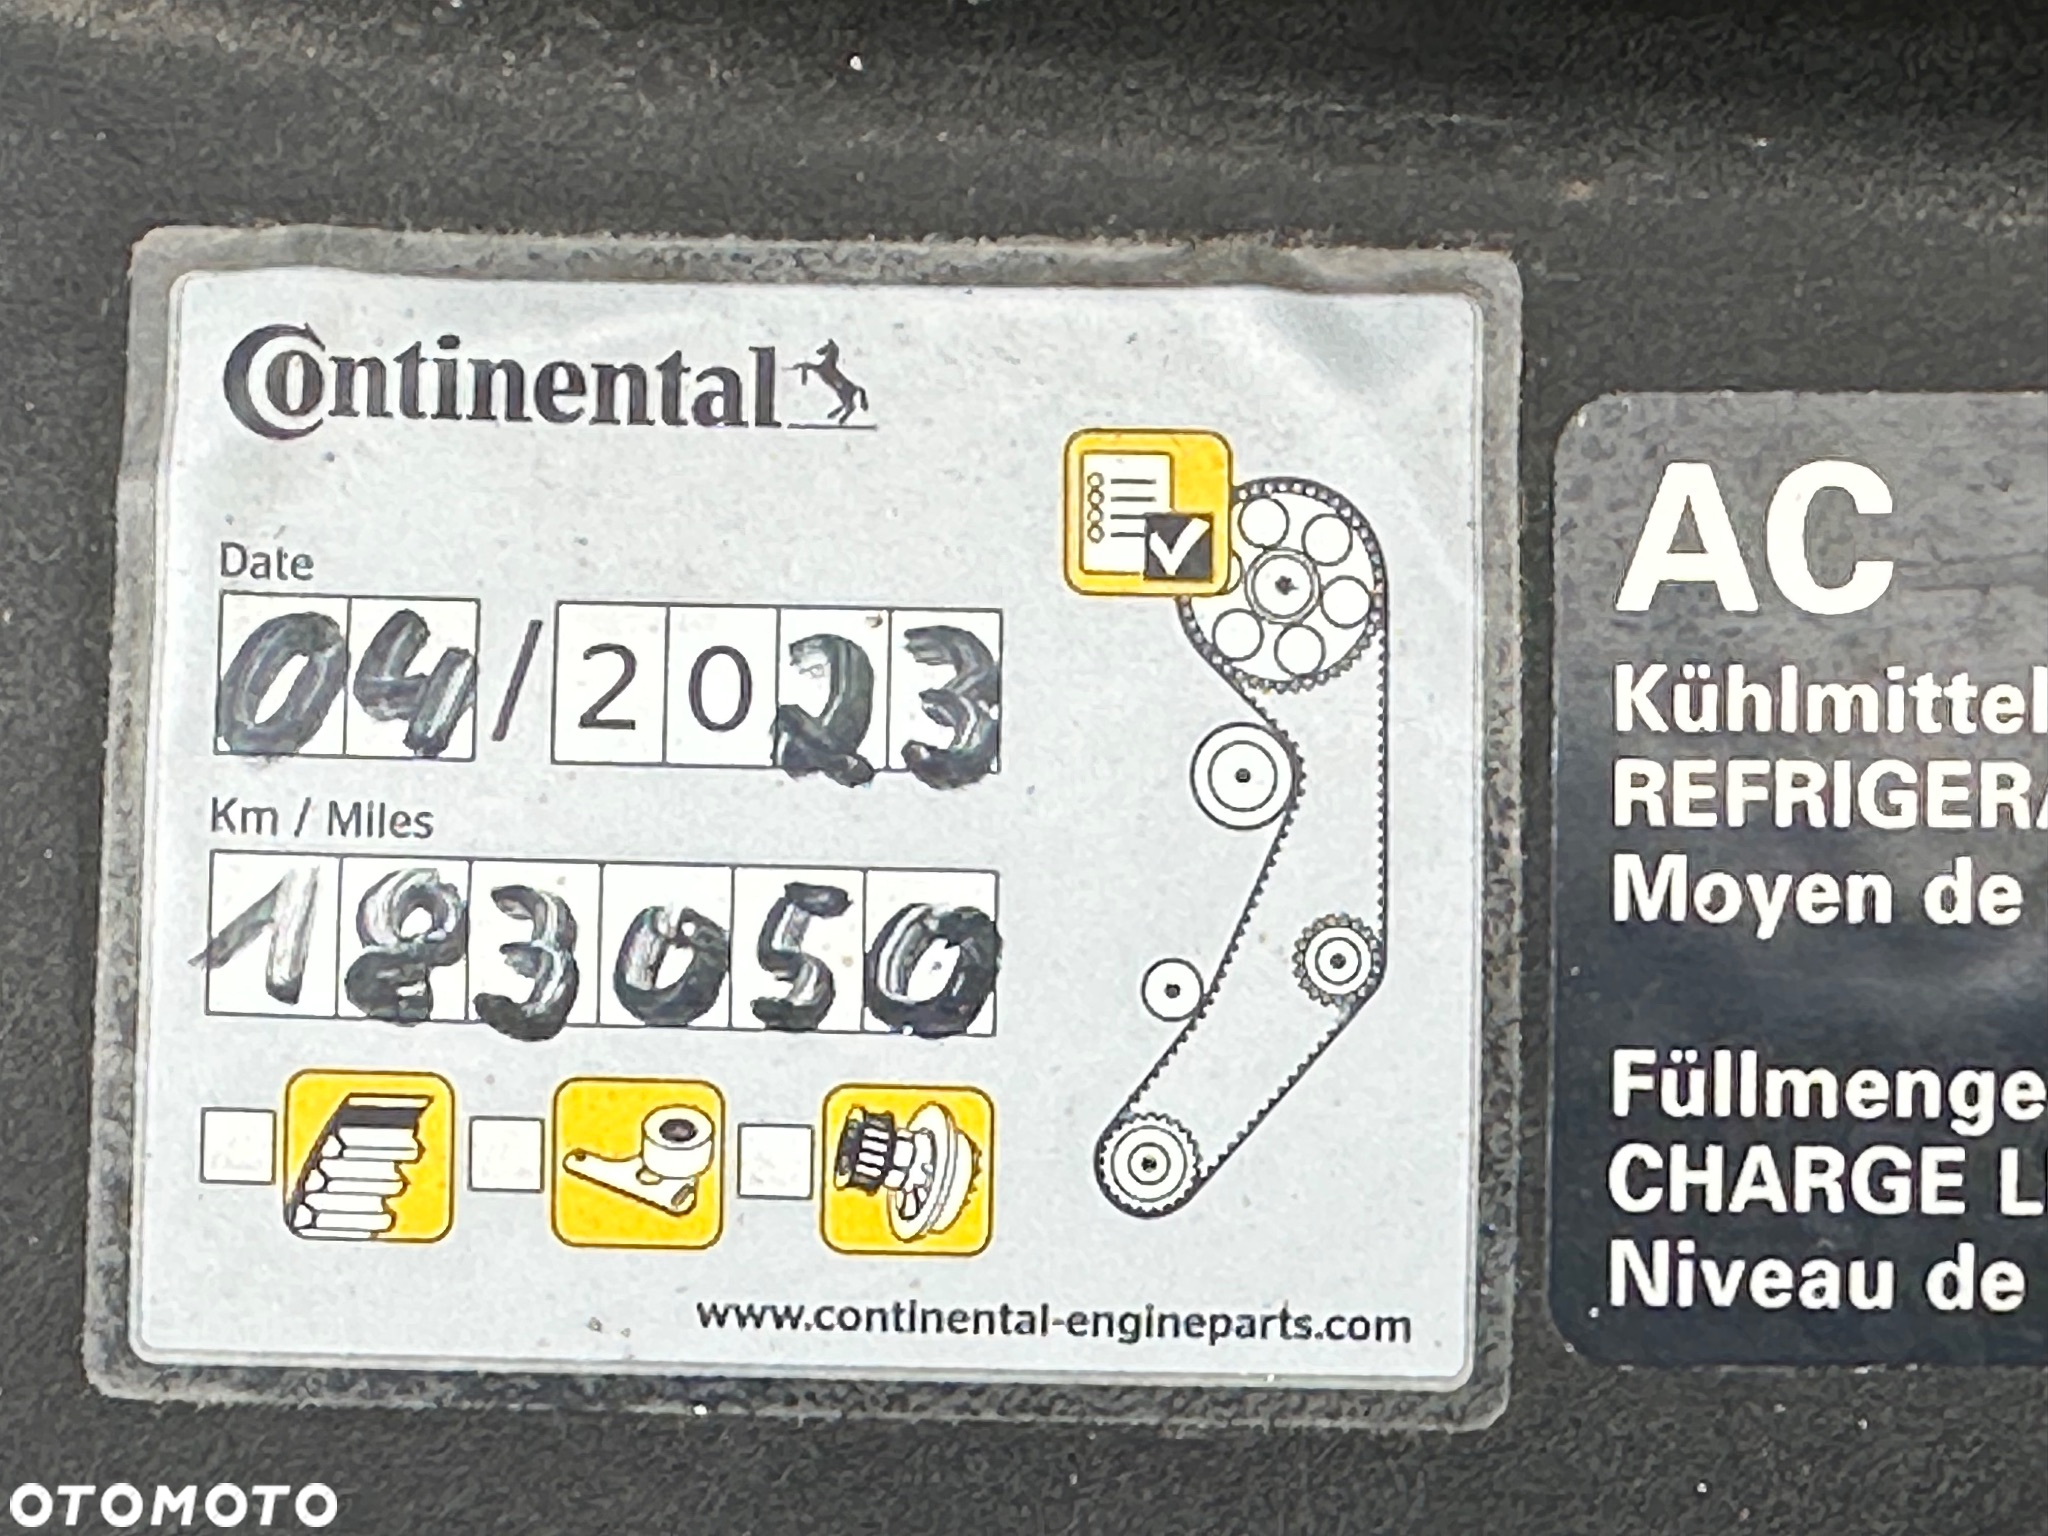 Continental
Date
04/2023
Km / Miles
183050
www.continental-engineparts.com
AC
Kühlmittel
REFRIGERA
Moyen de
Füllmenge
CHARGE L
Niveau de
OTOMOTO